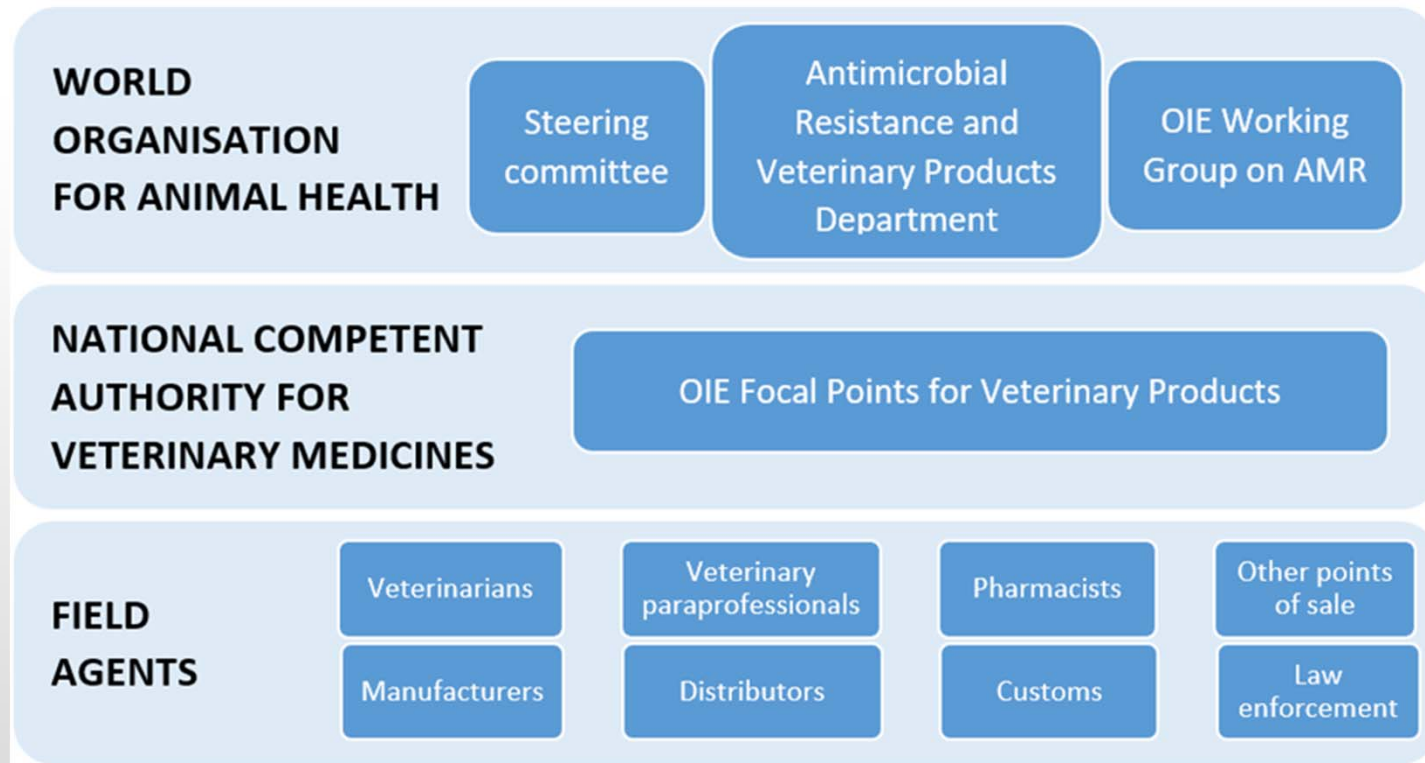 WORLD
ORGANISATION
FOR ANIMAL HEALTH
Steering
committee
Antimicrobial
Resistance and
Veterinary Products
Department
OIE Working
Group on AMR
NATIONAL COMPETENT
AUTHORITY FOR
VETERINARY MEDICINES
OIE Focal Points for Veterinary Products
FIELD
AGENTS
Veterinarians
Veterinary
paraprofessionals
Pharmacists
Other points
of sale
Manufacturers
Distributors
Customs
Law
enforcement